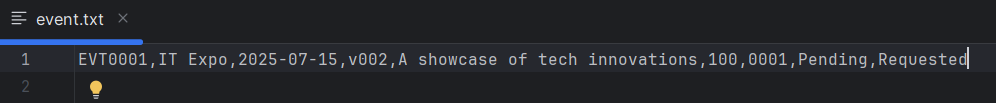 event.txt
1 EVT0001,IT Expo,2025-07-15,v002,A showcase of tech innovations,100,0001,Pending,Requested
2